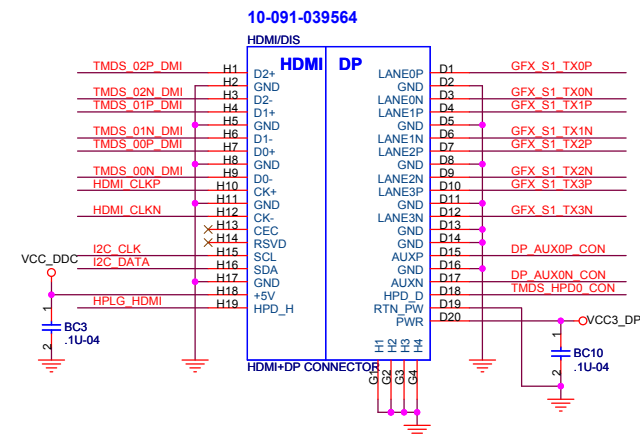 10-091-039564
HDMI/DIS
HDMI DP
TMDS_02P_DMI H1 D2+ LANE0P D1 GFX_S1_TX0P
H2 GND GND D2
TMDS_02N_DMI H3 D2- LANE0N D3 GFX_S1_TX0N
TMDS_01P_DMI H4 D1+ LANE1P D4 GFX_S1_TX1P
H5 GND GND D5
TMDS_01N_DMI H6 D1- LANE1N D6 GFX_S1_TX1N
TMDS_00P_DMI H7 D0+ LANE2P D7 GFX_S1_TX2P
H8 GND GND D8
TMDS_00N_DMI H9 D0- LANE2N D9 GFX_S1_TX2N
HDMI_CLKP H10 CK+ LANE3P D10 GFX_S1_TX3P
H11 GND GND D11
HDMI_CLKN H12 CK- LANE3N D12 GFX_S1_TX3N
H13 CEC GND D13
H14 RSVD GND D14
I2C_CLK H15 SCL AUXP D15 DP_AUX0P_CON
VCC_DDC I2C_DATA H16 SDA GND D16
H17 GND AUXN D17 DP_AUX0N_CON
H18 +5V HPD_D D18 TMDS_HPD0_CON
HPLG_HDMI H19 HPD_H RTN_PW D19
PWR D20 VCC3_DP
1 BC3 2 .1U-04
H1 H2 H3 H4
1 BC10 2 .1U-04
HDMI+DP CONNECTOR
G1 G2 G3 G4